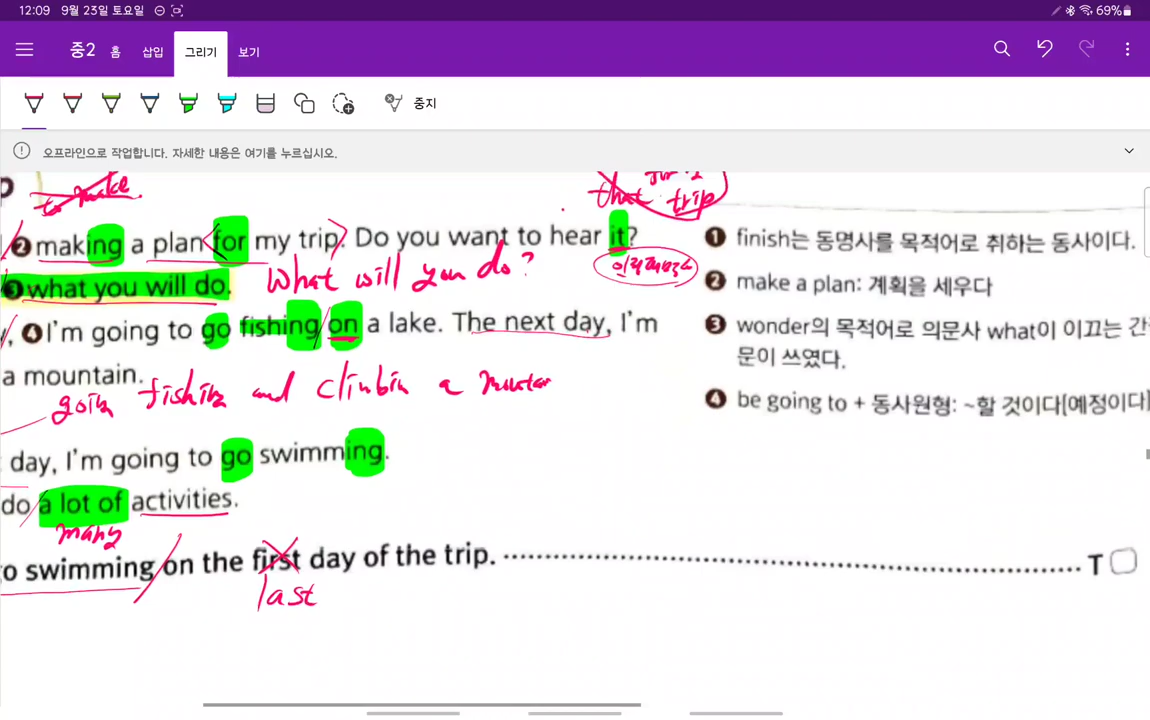 12:09 9월 23일 토요일 69%
중2 홈 삽입 그리기 보기
중지
오프라인으로 작업합니다. 자세한 내용은 여기를 누르십시오.
to make
that trip
❷ making a plan for my trip. Do you want to hear it?
❸ what you will do. What will you do?
❹ I'm going to go fishing on a lake. The next day, I'm
a mountain.
going fishing and climbin a
day, I'm going to go swimming.
do a lot of activities.
many
o swimming on the first day of the trip. T
last
❶ finish는 동명사를 목적어로 취하는 동사이다.
❷ make a plan: 계획을 세우다
❸ wonder의 목적어로 의문사 what이 이끄는 간
문이 쓰였다.
❹ be going to + 동사원형: ~할 것이다[예정이다]